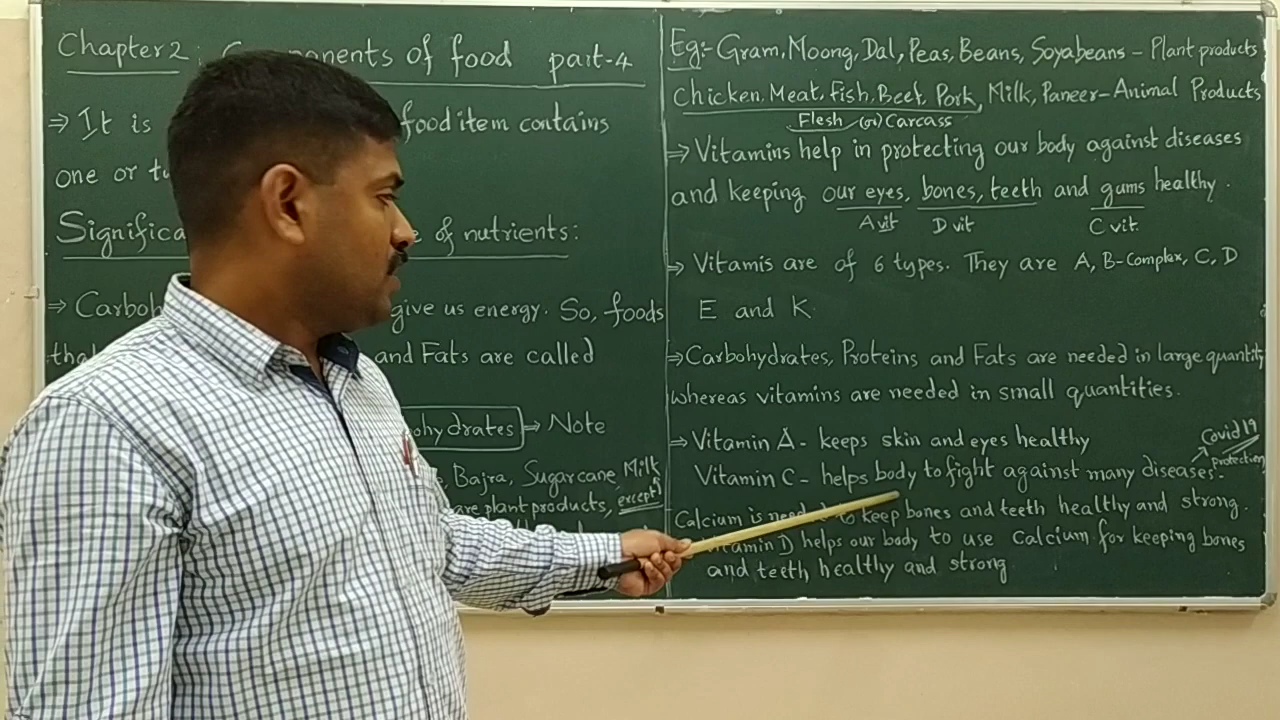 Chapter 2: Components of food part-4
⇒ It is food item contains
one or
Significa e of nutrients:
⇒ Carboh give us energy. So, foods
and Fats are called
ohydrates ⇒ Note
Bajra, Sugarcane, Milk
are plant products, except
Eg:- Gram, Moong, Dal, Peas, Beans, Soyabeans - Plant products
Chicken, Meat, Fish, Beef, Pork, Milk, Paneer - Animal Products
Flesh (or) Carcass
⇒ Vitamins help in protecting our body against diseases
and keeping our eyes, bones, teeth and gums healthy.
A vit D vit C vit.
⇒ Vitamis are of 6 types. They are A, B-Complex, C, D
E and K.
⇒ Carbohydrates, Proteins and Fats are needed in large quantity
whereas vitamins are needed in small quantities.
⇒ Vitamin A - keeps skin and eyes healthy
Covid 19
protection
Vitamin C - helps body to fight against many diseases.
Calcium is needed to keep bones and teeth healthy and strong.
Vitamin D helps our body to use Calcium for keeping bones
and teeth healthy and strong